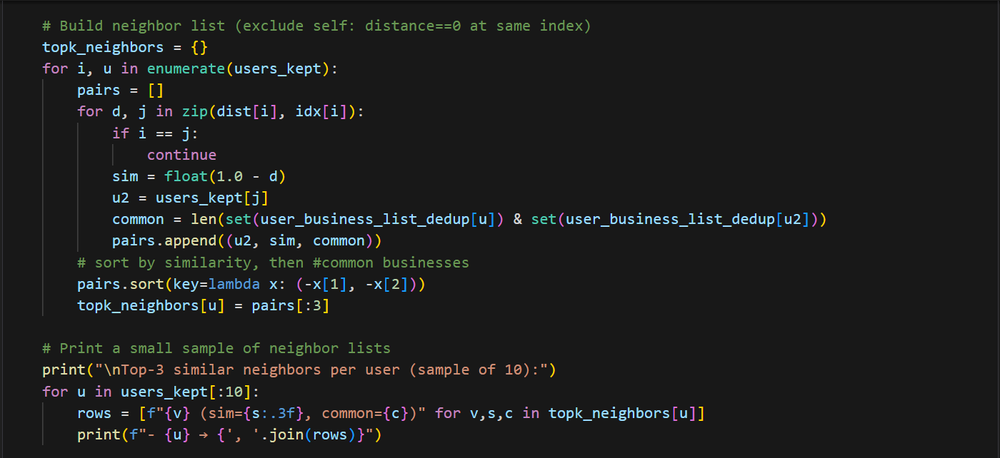 # Build neighbor list (exclude self: distance==0 at same index)
topk_neighbors = {}
for i, u in enumerate(users_kept):
    pairs = []
    for d, j in zip(dist[i], idx[i]):
        if i == j:
            continue
        sim = float(1.0 - d)
        u2 = users_kept[j]
        common = len(set(user_business_list_dedup[u]) & set(user_business_list_dedup[u2]))
        pairs.append((u2, sim, common))
    # sort by similarity, then #common businesses
    pairs.sort(key=lambda x: (-x[1], -x[2]))
    topk_neighbors[u] = pairs[:3]

# Print a small sample of neighbor lists
print("\nTop-3 similar neighbors per user (sample of 10):")
for u in users_kept[:10]:
    rows = [f"{v} (sim={s:.3f}, common={c})" for v,s,c in topk_neighbors[u]]
    print(f"- {u} → {', '.join(rows)}")